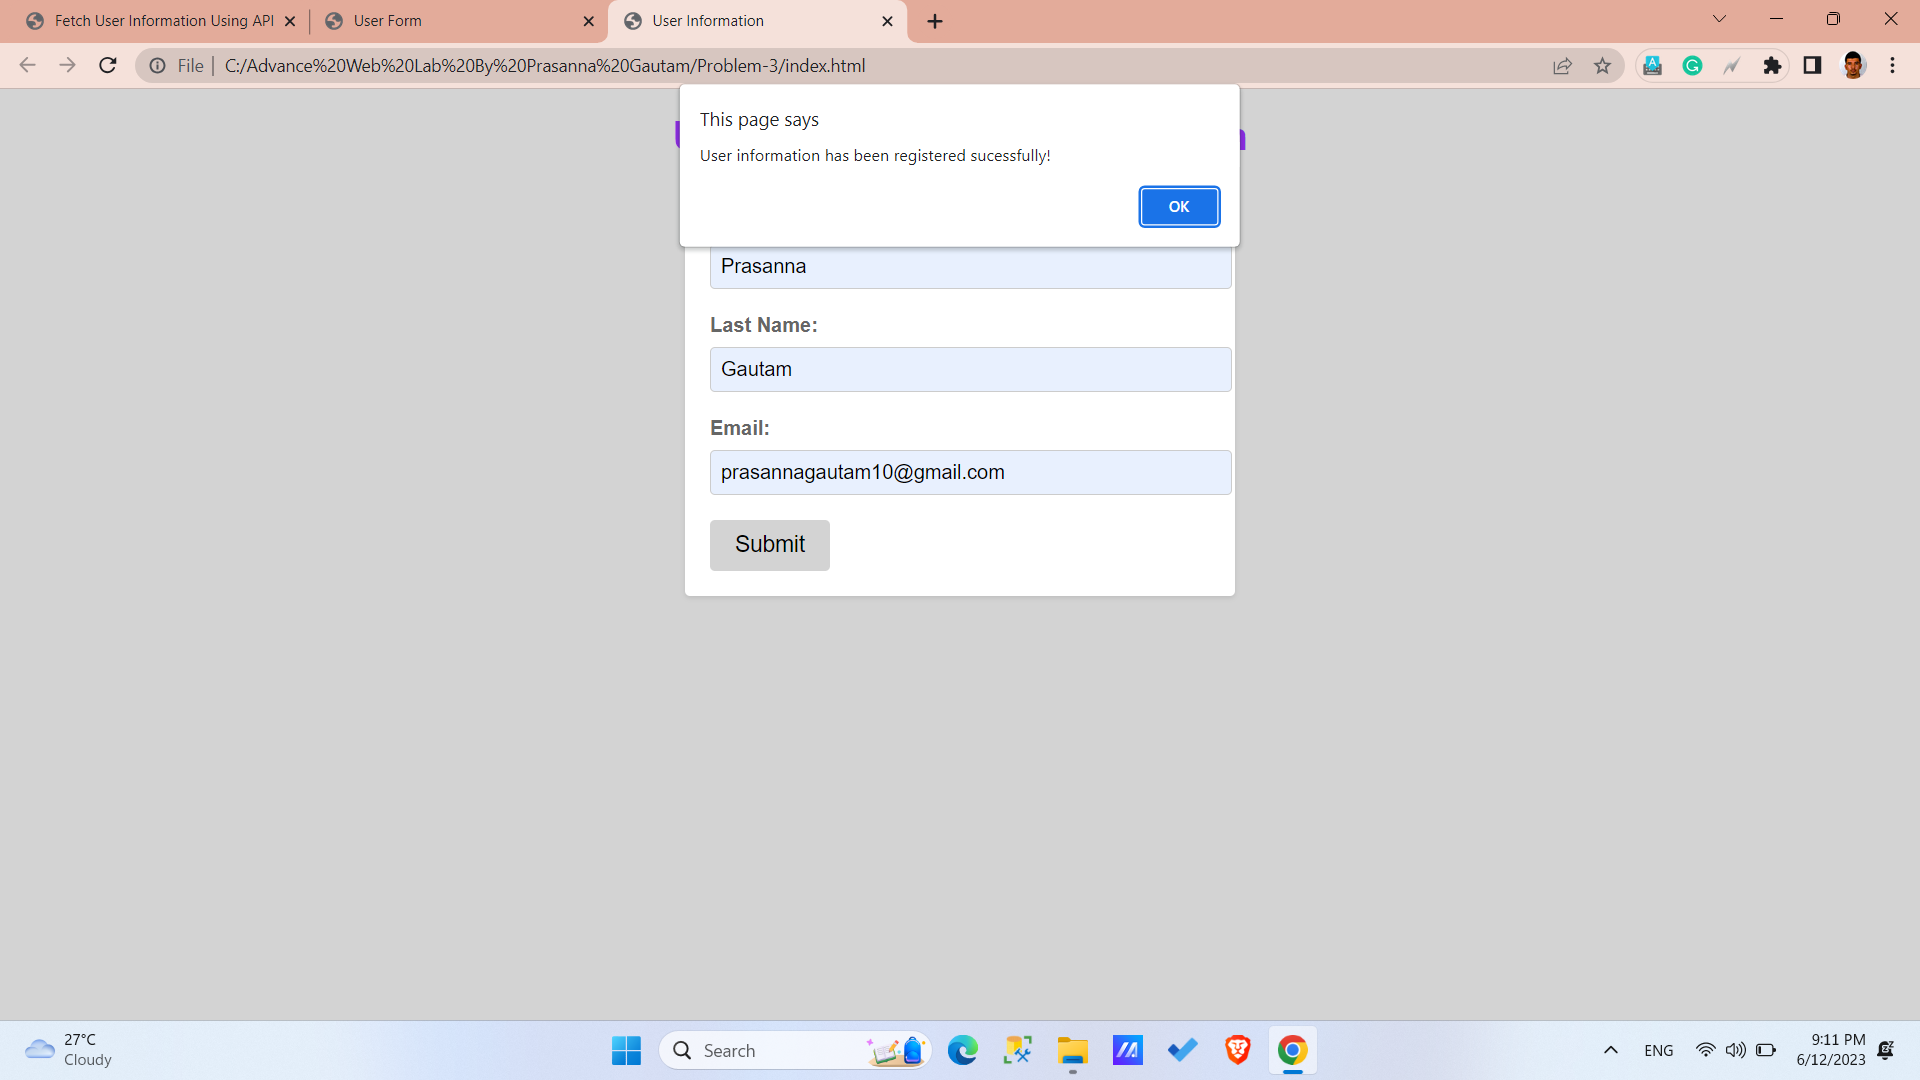 Fetch User Information Using API
User Form
User Information
File
C:/Advance%20Web%20Lab%20By%20Prasanna%20Gautam/Problem-3/index.html
This page says
User information has been registered sucessfully!
OK
Prasanna
Last Name:
Gautam
Email:
prasannagautam10@gmail.com
Submit
27°C
Cloudy
Search
ENG
9:11 PM
6/12/2023